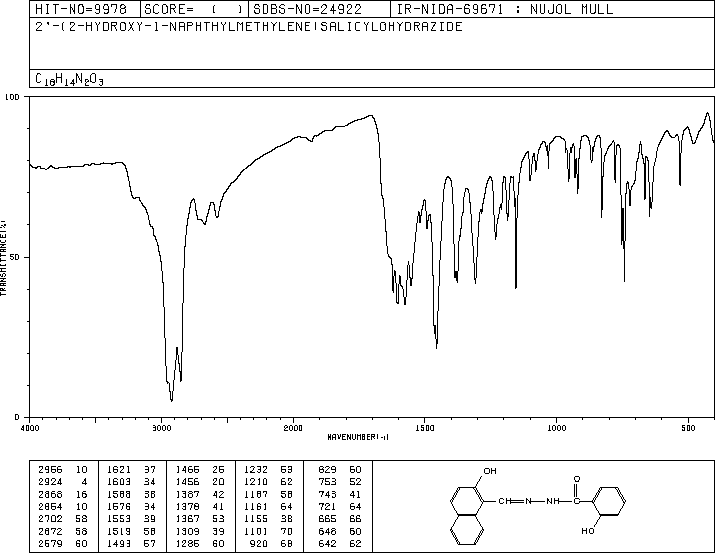 HIT-NO=9978 SCORE= ( ) SDBS-NO=24922 IR-NIDA-69671 : NUJOL MULL
2'-(2-HYDROXY-1-NAPHTHYLMETHYLENE)SALICYLOHYDRAZIDE
C18H14N2O3
100
50
0
TRANSMITTANCE(%)
4000 3000 2000 1500 1000 500
WAVENUMBER(-1)
2956 10 1621 37 1466 26 1232 53 829 60
2924 4 1603 34 1456 20 1210 62 753 52
2868 16 1588 38 1387 42 1187 58 743 41
2854 10 1576 34 1378 41 1161 64 721 64
2702 58 1553 39 1367 53 1155 38 665 66
2672 58 1519 58 1309 39 1101 70 648 60
2579 60 1493 57 1285 60 920 68 642 62
OH
O
CH=N-NH-C
HO